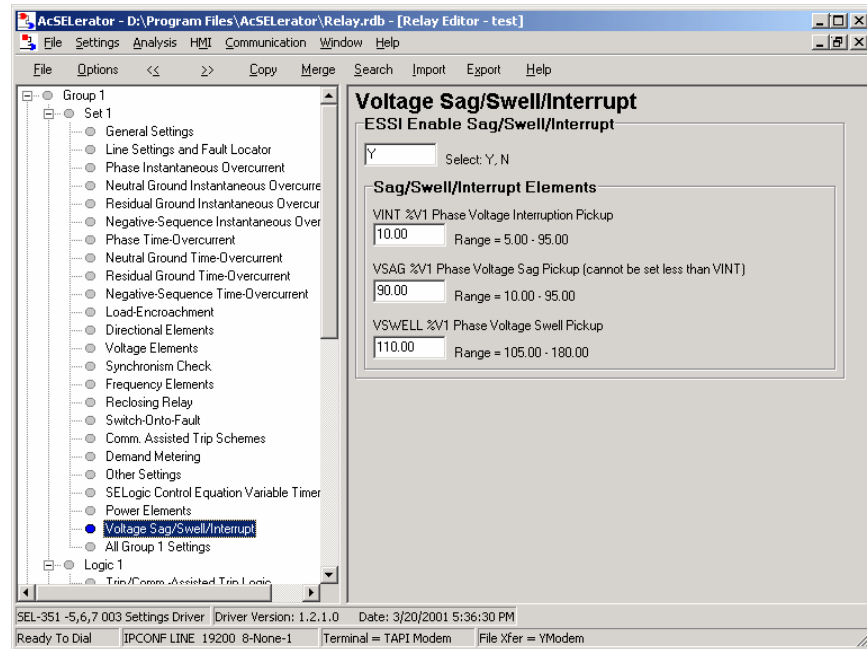 AcSELerator - D:\Program Files\AcSELerator\Relay.rdb - [Relay Editor - test]
File Settings Analysis HMI Communication Window Help
File Options << >> Copy Merge Search Import Export Help
Group 1
Set 1
General Settings
Line Settings and Fault Locator
Phase Instantaneous Overcurrent
Neutral Ground Instantaneous Overcurre
Residual Ground Instantaneous Overcur
Negative-Sequence Instantaneous Over
Phase Time-Overcurrent
Neutral Ground Time-Overcurrent
Residual Ground Time-Overcurrent
Negative-Sequence Time-Overcurrent
Load-Encroachment
Directional Elements
Voltage Elements
Synchronism Check
Frequency Elements
Reclosing Relay
Switch-Onto-Fault
Comm. Assisted Trip Schemes
Demand Metering
Other Settings
SELogic Control Equation Variable Timer
Power Elements
Voltage Sag/Swell/Interrupt
All Group 1 Settings
Logic 1
Trip/Comm.-Assisted Trip Logic
Voltage Sag/Swell/Interrupt
ESSI Enable Sag/Swell/Interrupt
Y Select: Y, N
Sag/Swell/Interrupt Elements
VINT %V1 Phase Voltage Interruption Pickup
10.00 Range = 5.00 - 95.00
VSAG %V1 Phase Voltage Sag Pickup (cannot be set less than VINT)
90.00 Range = 10.00 - 95.00
VSWELL %V1 Phase Voltage Swell Pickup
110.00 Range = 105.00 - 180.00
SEL-351 -5,6,7 003 Settings Driver Driver Version: 1.2.1.0 Date: 3/20/2001 5:36:30 PM
Ready To Dial IPCONF LINE 19200 8-None-1 Terminal = TAPI Modem File Xfer = YModem